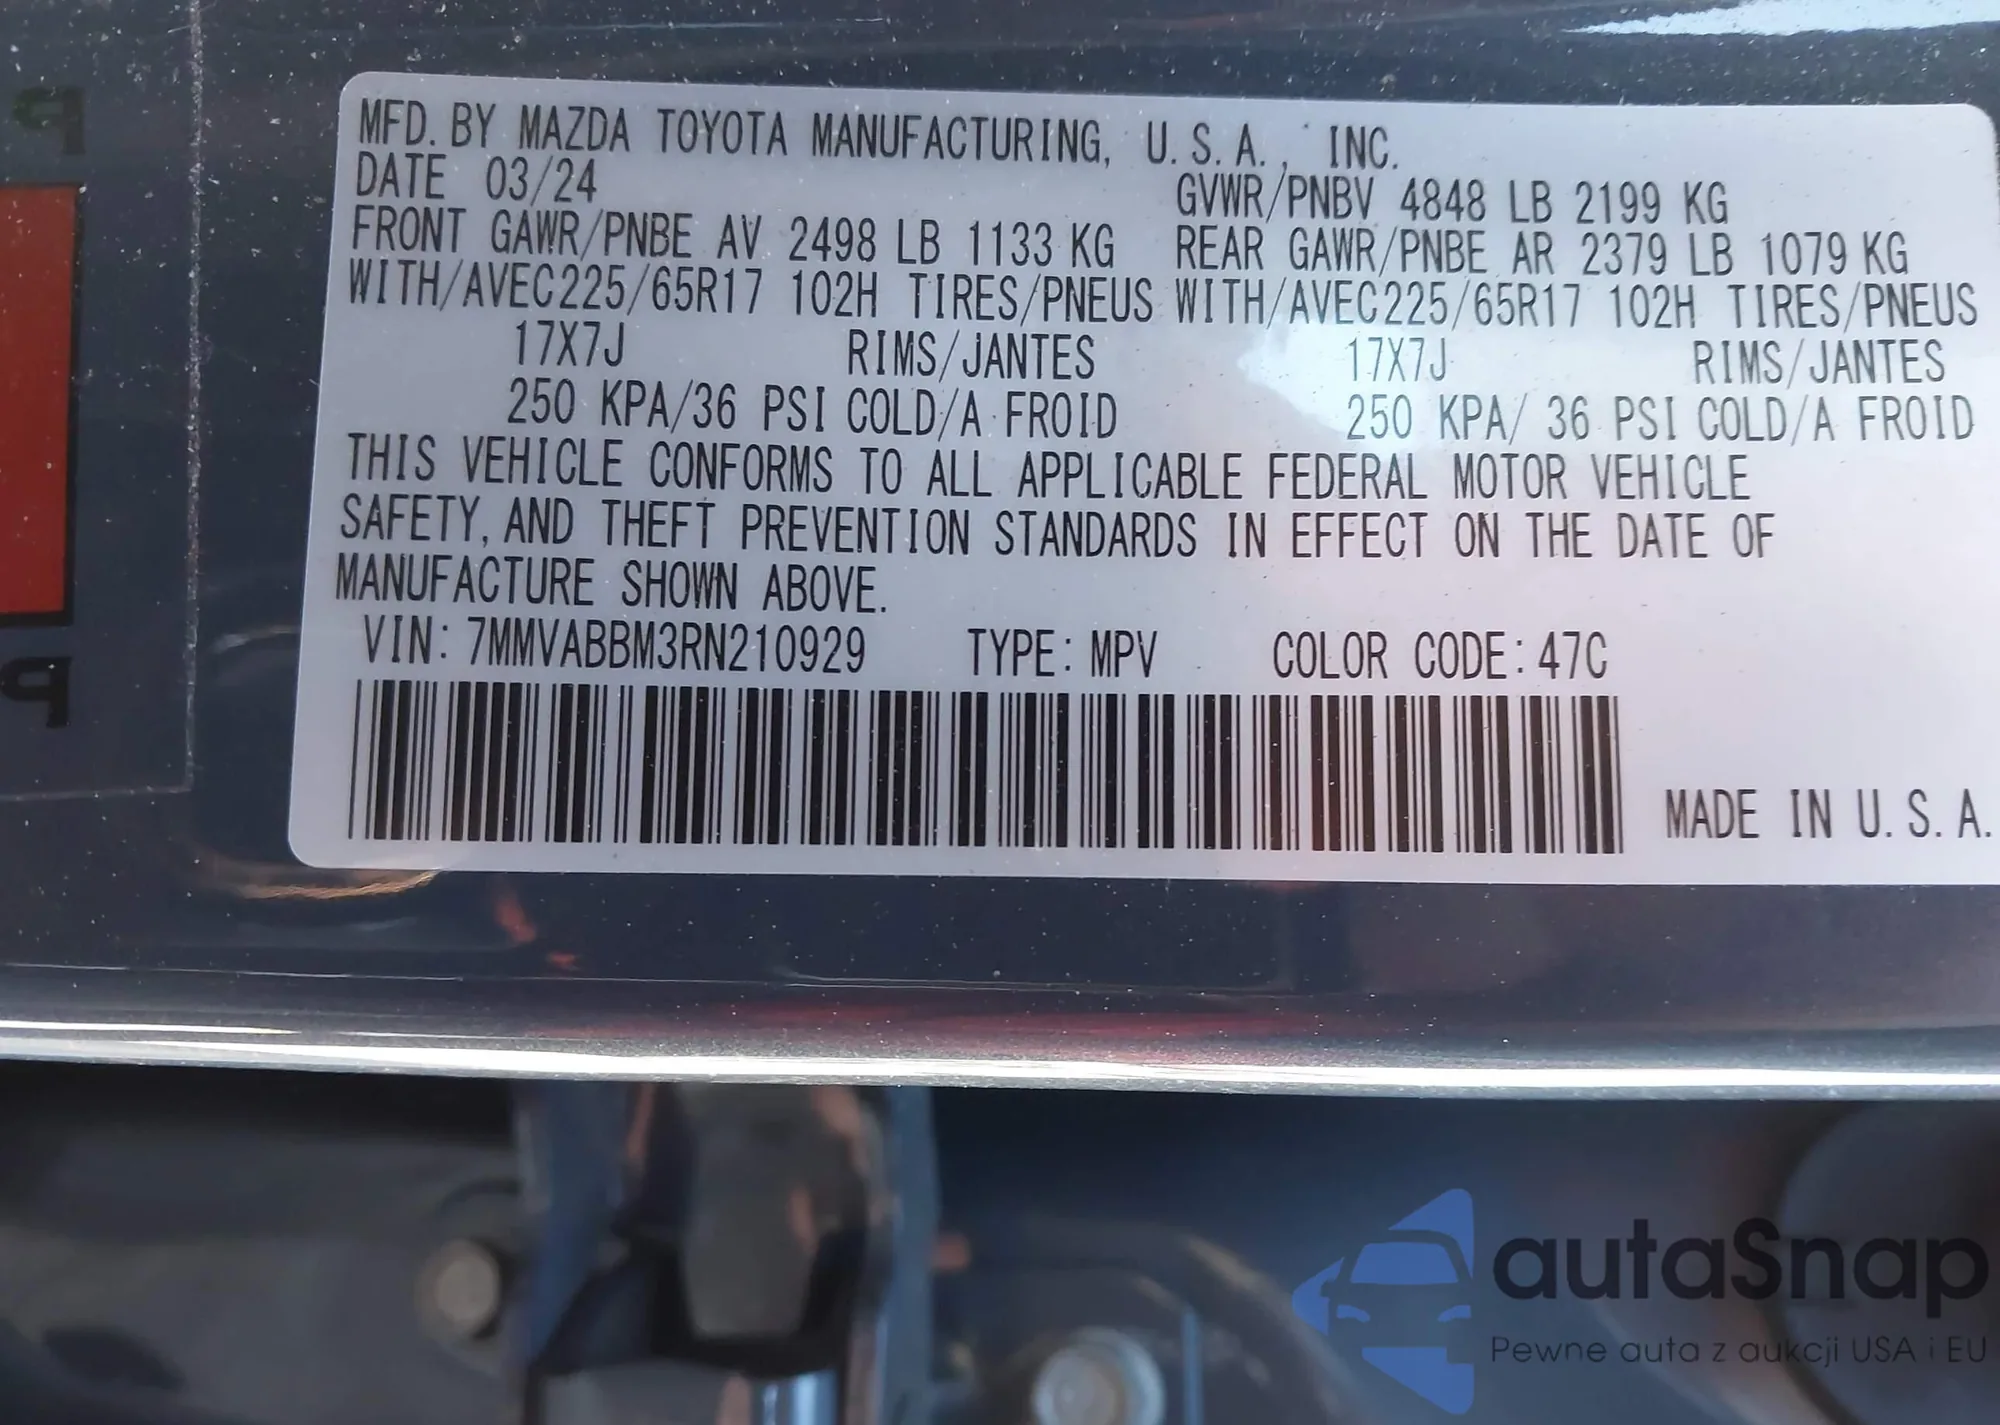 MFD. BY MAZDA TOYOTA MANUFACTURING, U.S.A., INC.
DATE 03/24 GVWR/PNBV 4848 LB 2199 KG
FRONT GAWR/PNBE AV 2498 LB 1133 KG REAR GAWR/PNBE AR 2379 LB 1079 KG
WITH/AVEC225/65R17 102H TIRES/PNEUS WITH/AVEC225/65R17 102H TIRES/PNEUS
17X7J RIMS/JANTES 17X7J RIMS/JANTES
250 KPA/36 PSI COLD/A FROID 250 KPA/ 36 PSI COLD/A FROID
THIS VEHICLE CONFORMS TO ALL APPLICABLE FEDERAL MOTOR VEHICLE
SAFETY, AND THEFT PREVENTION STANDARDS IN EFFECT ON THE DATE OF
MANUFACTURE SHOWN ABOVE.
VIN: 7MMVABBM3RN210929 TYPE: MPV COLOR CODE: 47C
MADE IN U.S.A.
autaSnap
Pewne auta z aukcji USA i EU